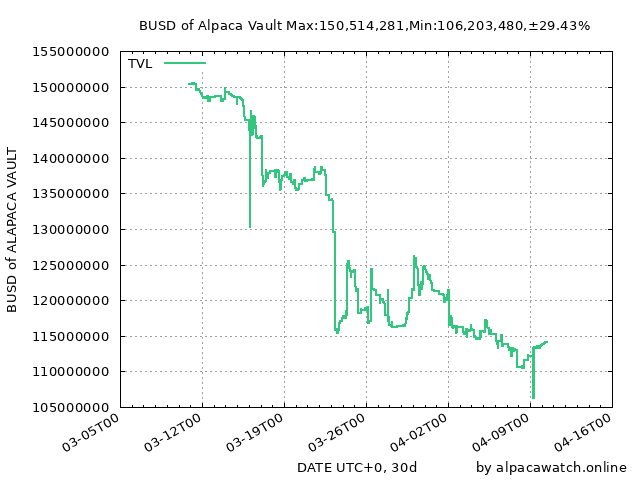 BUSD of Alpaca Vault Max:150,514,281,Min:106,203,480,±29.43%
TVL
155000000
150000000
145000000
140000000
135000000
130000000
125000000
120000000
115000000
110000000
105000000
BUSD of ALAPACA VAULT
03-05T00
03-12T00
03-19T00
03-26T00
04-02T00
04-09T00
04-16T00
DATE UTC+0, 30d
by alpacawatch.online